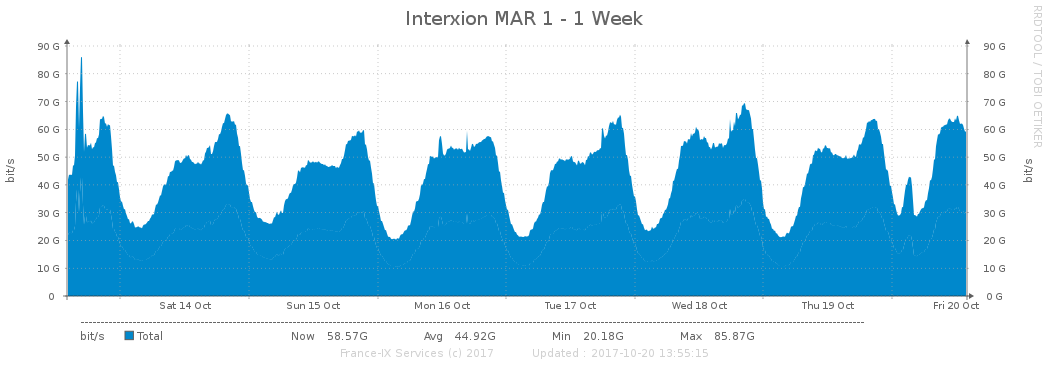 Interxion MAR 1 - 1 Week
RRDTOOL / TOBI OETIKER
bit/s
bit/s
90 G 90 G
80 G 80 G
70 G 70 G
60 G 60 G
50 G 50 G
40 G 40 G
30 G 30 G
20 G 20 G
10 G 10 G
0 0 G
Sat 14 Oct Sun 15 Oct Mon 16 Oct Tue 17 Oct Wed 18 Oct Thu 19 Oct Fri 20 Oct
bit/s Total Now 58.57G Avg 44.92G Min 20.18G Max 85.87G
France-IX Services (c) 2017 Updated : 2017-10-20 13:55:15